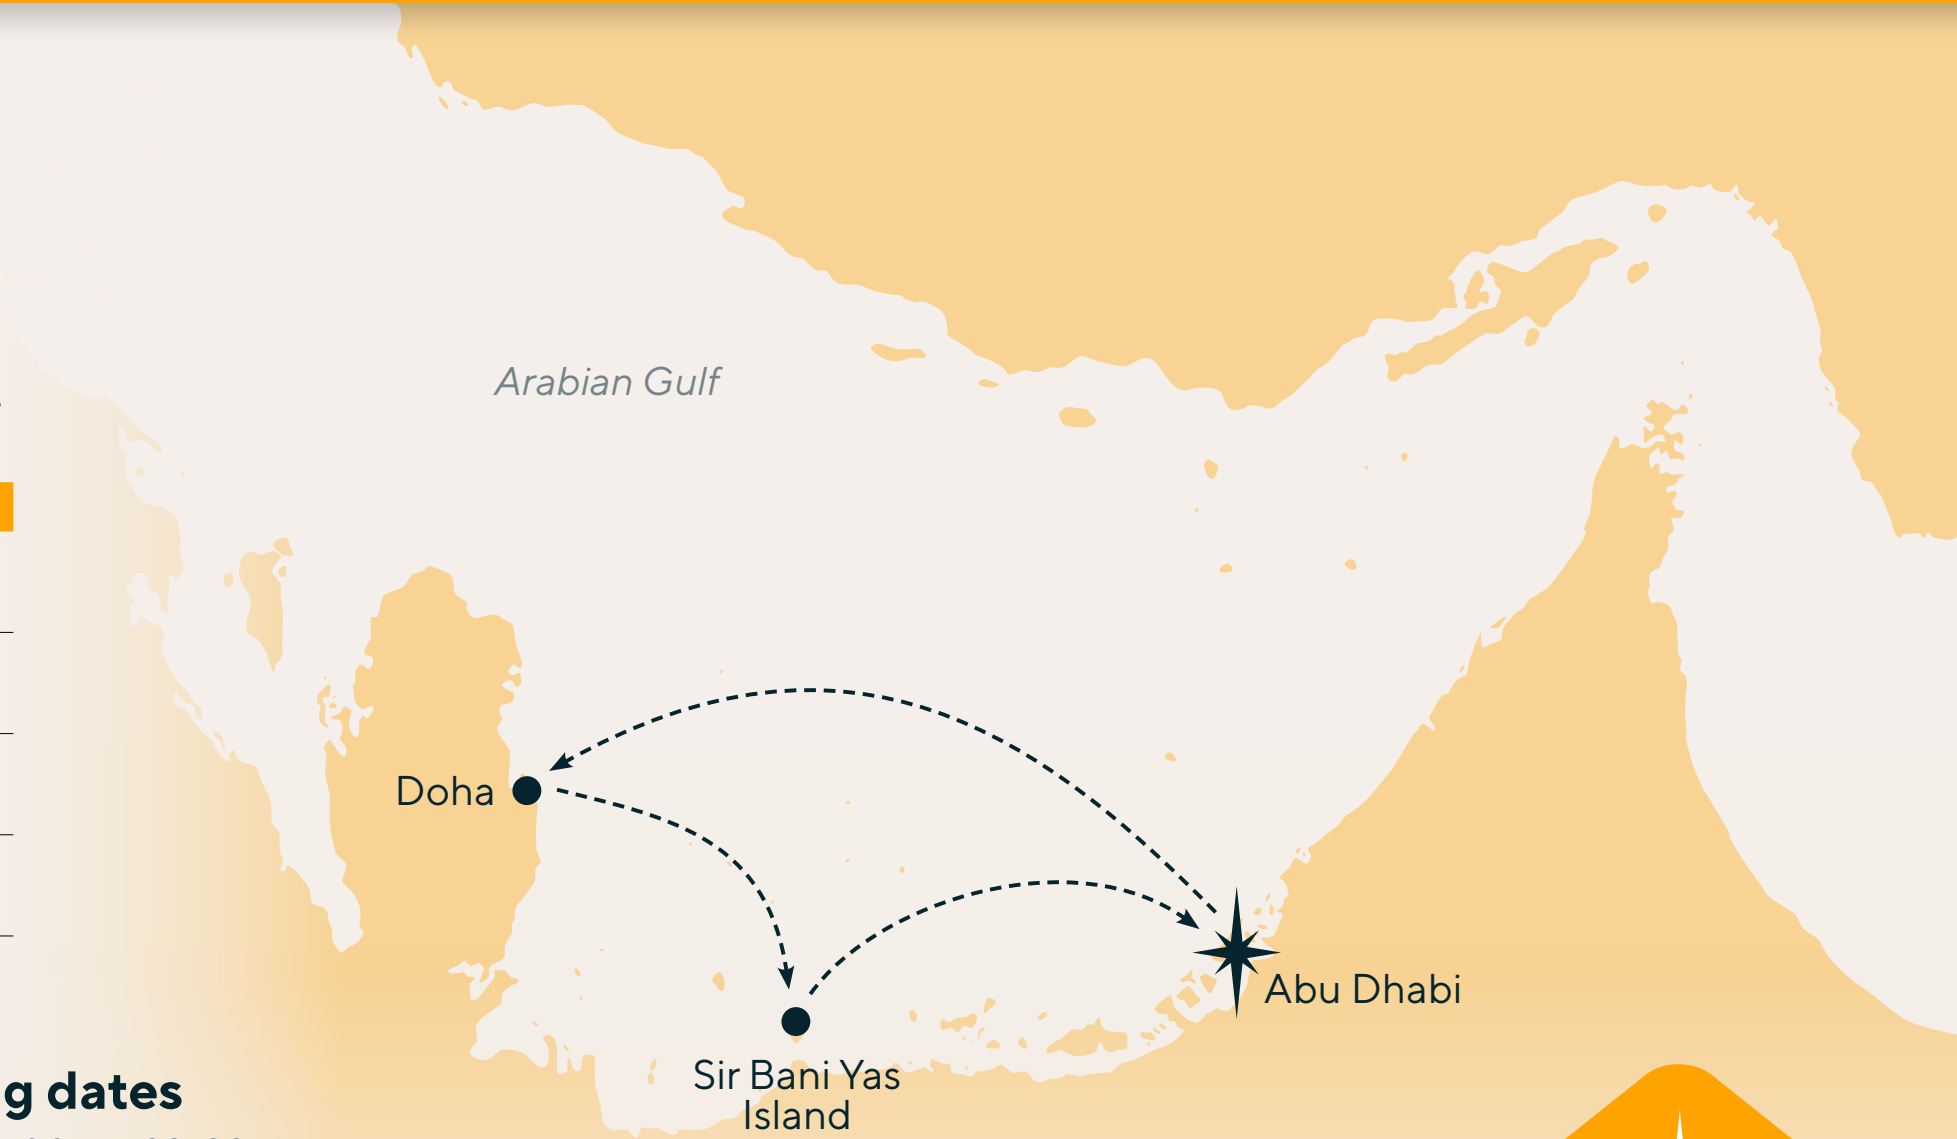 Arabian Gulf
Doha
Abu Dhabi
Sir Bani Yas
Island
g dates